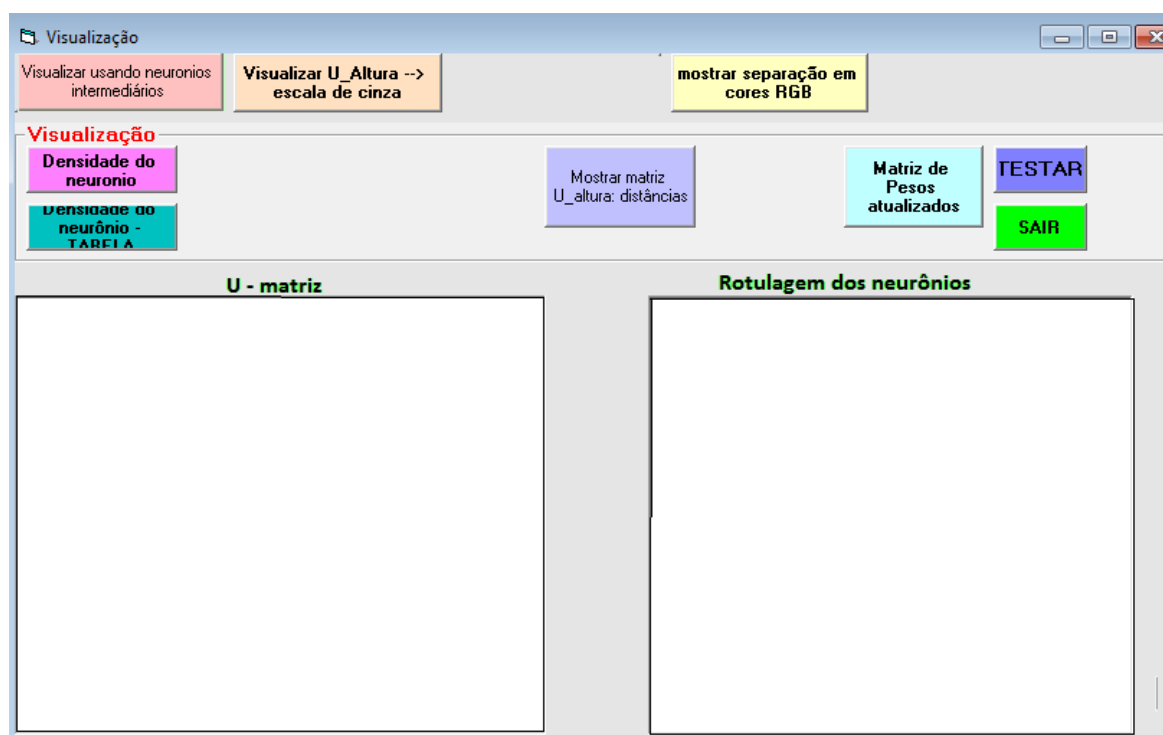 Visualização
Visualizar usando neuronios
intermediários
Visualizar U_Altura -->
escala de cinza
mostrar separação em
cores RGB
Visualização
Densidade do
neuronio
Densidade do
neurônio -
TABELA
Mostrar matriz
U_altura: distâncias
Matriz de
Pesos
atualizados
TESTAR
SAIR
U - matriz
Rotulagem dos neurônios